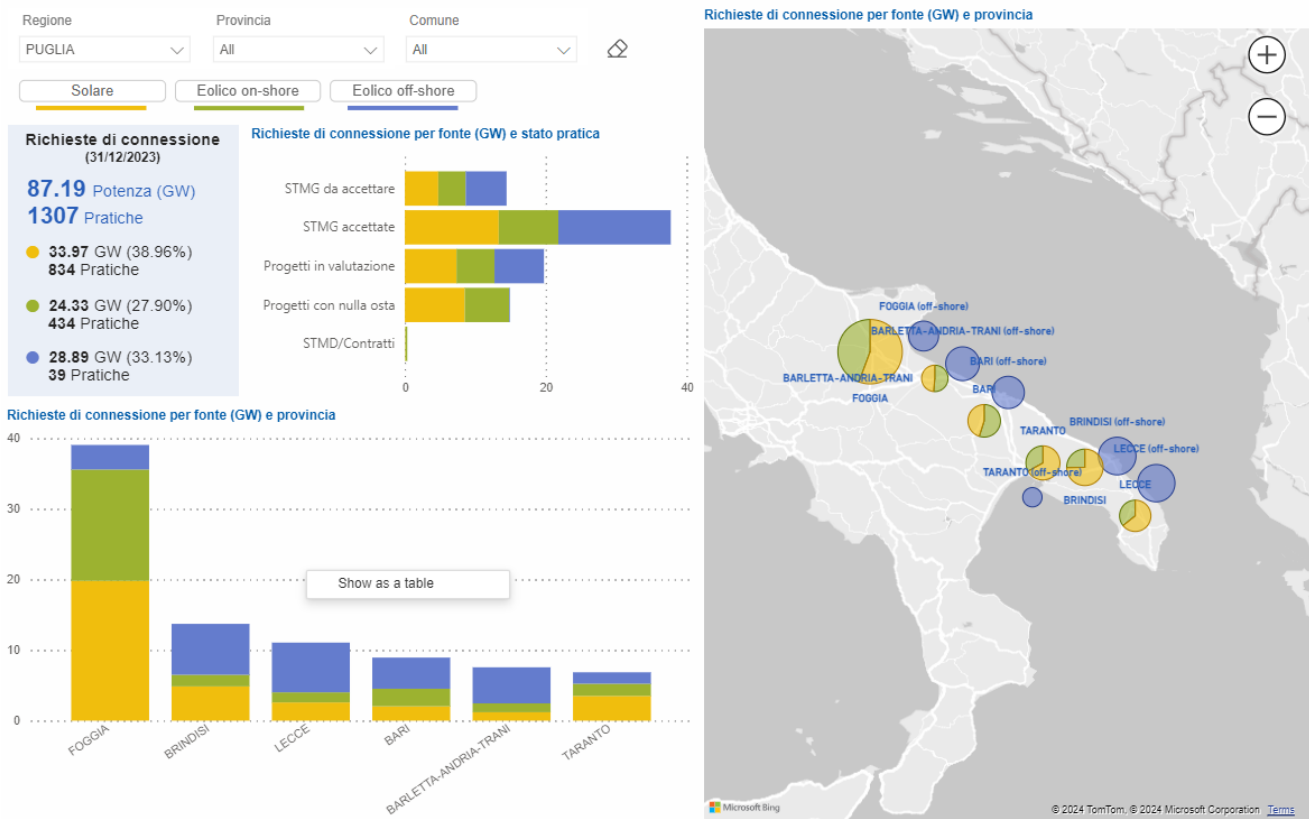 Regione
Provincia
Comune
PUGLIA
All
All
Solare
Eolico on-shore
Eolico off-shore
Richieste di connessione
(31/12/2023)
87.19 Potenza (GW)
1307 Pratiche
33.97 GW (38.96%)
834 Pratiche
24.33 GW (27.90%)
434 Pratiche
28.89 GW (33.13%)
39 Pratiche
Richieste di connessione per fonte (GW) e stato pratica
STMG da accettare
STMG accettate
Progetti in valutazione
Progetti con nulla osta
STMD/Contratti
0
20
40
Richieste di connessione per fonte (GW) e provincia
40
30
20
10
0
Show as a table
FOGGIA
BRINDISI
LECCE
BARI
BARLETTA-ANDRIA-TRANI
TARANTO
Richieste di connessione per fonte (GW) e provincia
FOGGIA (off-shore)
BARLETTA-ANDRIA-TRANI (off-shore)
BARI (off-shore)
BARLETTA-ANDRIA-TRANI
BARI
FOGGIA
BRINDISI (off-shore)
TARANTO
LECCE (off-shore)
TARANTO (off-shore)
LECCE
BRINDISI
Microsoft Bing
© 2024 TomTom, © 2024 Microsoft Corporation Terms